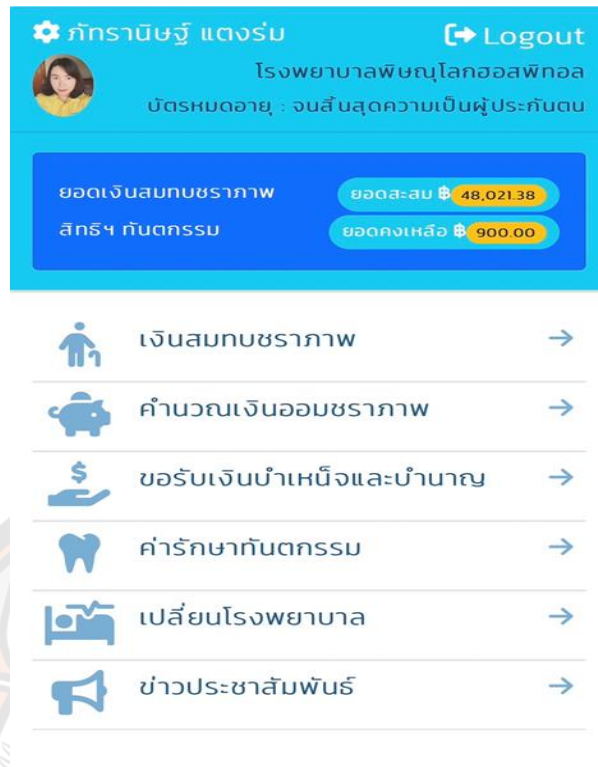 ภัทรานิษฐ์ แตงร่ม Logout
โรงพยาบาลพิษณุโลกฮอสพิทอล
บัตรหมดอายุ : จนสิ้นสุดความเป็นผู้ประกันตน
ยอดเงินสมทบชราภาพ ยอดสะสม ฿ 48,021.38
สิทธิฯ ทันตกรรม ยอดคงเหลือ ฿ 900.00
เงินสมทบชราภาพ
คำนวณเงินออมชราภาพ
ขอรับเงินบำเหน็จและบำนาญ
ค่ารักษาทันตกรรม
เปลี่ยนโรงพยาบาล
ข่าวประชาสัมพันธ์